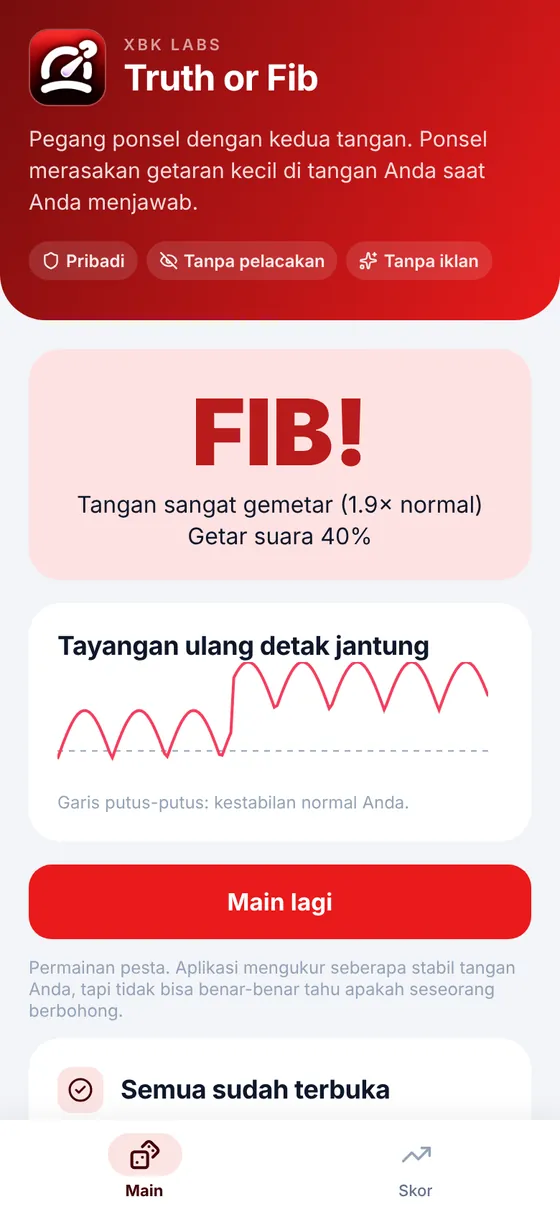 XBK LABS
Truth or Fib
Pegang ponsel dengan kedua tangan. Ponsel
merasakan getaran kecil di tangan Anda saat
Anda menjawab.
Pribadi
Tanpa pelacakan
Tanpa iklan
FIB!
Tangan sangat gemetar (1.9× normal)
Getar suara 40%
Tayangan ulang detak jantung
Garis putus-putus: kestabilan normal Anda.
Main lagi
Permainan pesta. Aplikasi mengukur seberapa stabil tangan
Anda, tapi tidak bisa benar-benar tahu apakah seseorang
berbohong.
Semua sudah terbuka
Main
Skor